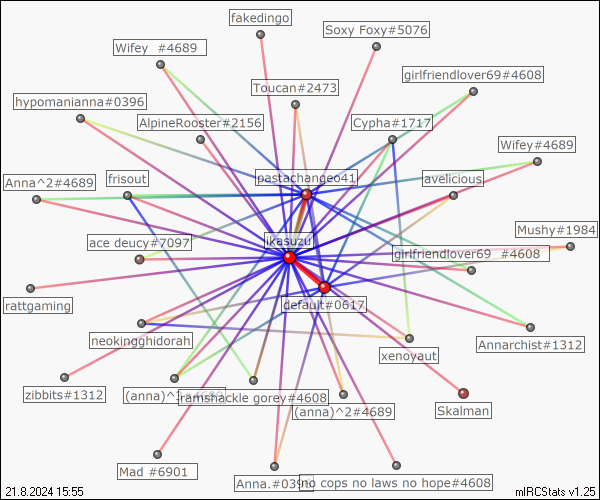 fakedingo
Soxy Foxy#5076
Wifey  #4689
girlfriendlover69#4608
Toucan#2473
hypomanianna#0396
AlpineRooster#2156
Cypha#1717
Wifey#4689
pastachangeo41
Anna^2#4689
frisout
avelicious
Mushy#1984
ikesuzu
ace deucy#7097
girlfriendlover69  #4608
rattgaming
default#0617
neokingghidorah
Annarchist#1312
xenoyaut
zibbits#1312
(anna)^2
ramshackle gorey#4608
(anna)^2#4689
Skalman
Mad #6901
Anna.#0396
no cops no laws no hope#4608
21.8.2024 15:55
mIRCStats v1.25